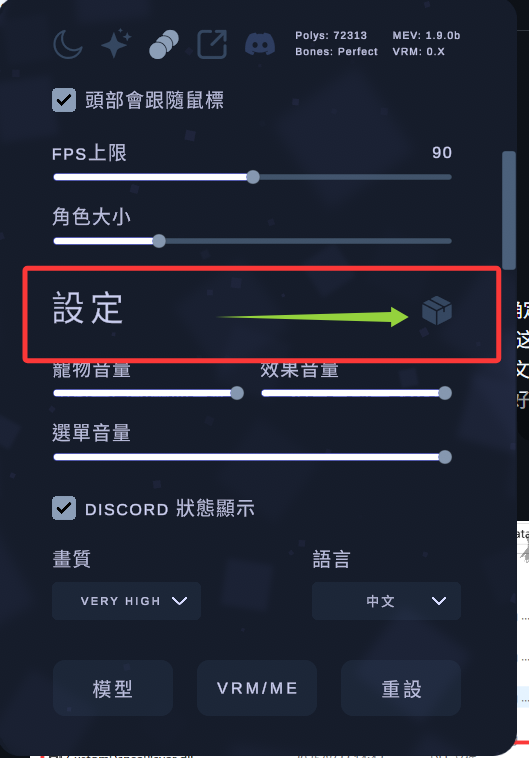 Polys: 72313 MEV: 1.9.0b
Bones: Perfect VRM: 0.X
頭部會跟隨鼠標
FPS上限 90
角色大小
設定
寵物音量 效果音量
選單音量
DISCORD 狀態顯示
畫質 語言
VERY HIGH 中文
模型 VRM/ME 重設